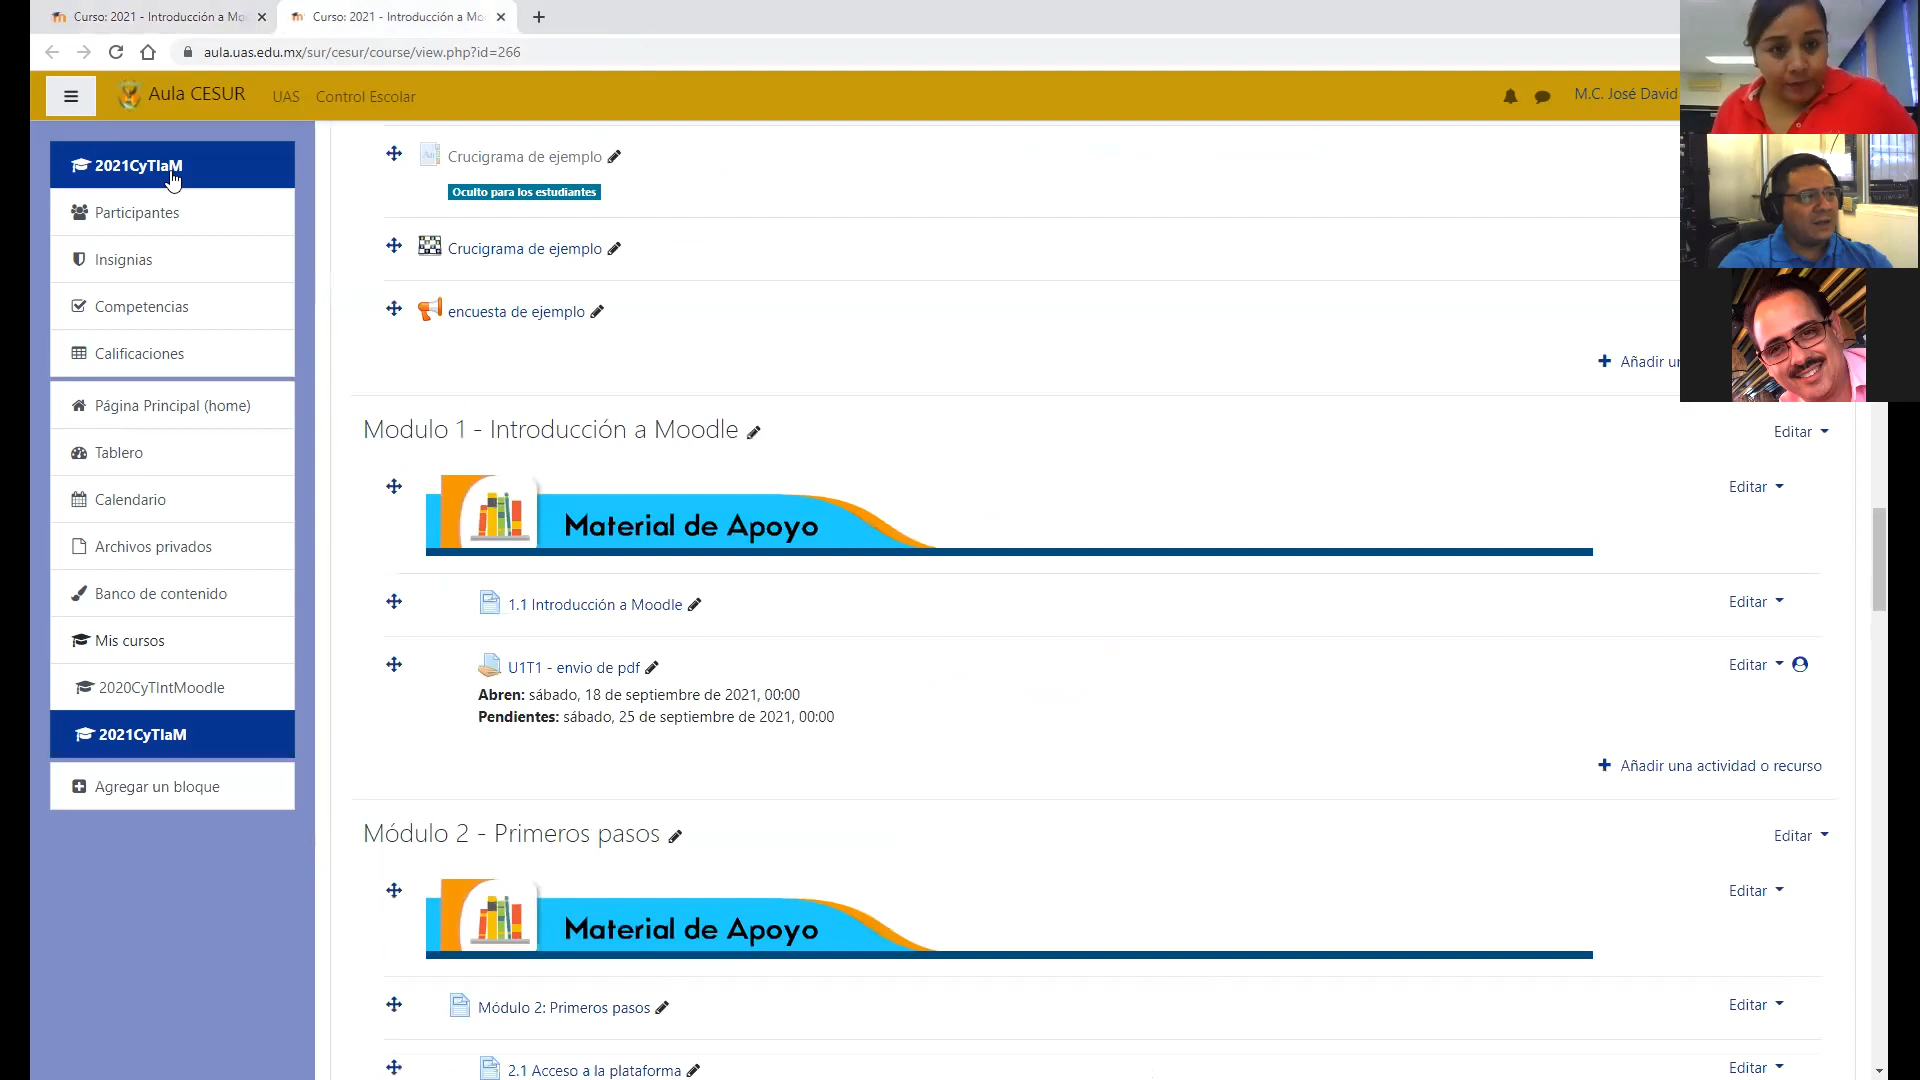 Curso: 2021 - Introducción a Mo
Curso: 2021 - Introducción a Mo
aula.uas.edu.mx/sur/cesur/course/view.php?id=266
Aula CESUR
UAS
Control Escolar
M.C. José David
2021CyTIaM
Participantes
Insignias
Competencias
Calificaciones
Página Principal (home)
Tablero
Calendario
Archivos privados
Banco de contenido
Mis cursos
2020CyTIntMoodle
2021CyTIaM
Agregar un bloque
Crucigrama de ejemplo
Oculto para los estudiantes
Crucigrama de ejemplo
encuesta de ejemplo
Añadir un
Modulo 1 - Introducción a Moodle
Editar
Material de Apoyo
Editar
1.1 Introducción a Moodle
Editar
U1T1 - envio de pdf
Editar
Abren: sábado, 18 de septiembre de 2021, 00:00
Pendientes: sábado, 25 de septiembre de 2021, 00:00
Añadir una actividad o recurso
Módulo 2 - Primeros pasos
Editar
Material de Apoyo
Editar
Módulo 2: Primeros pasos
Editar
2.1 Acceso a la plataforma
Editar